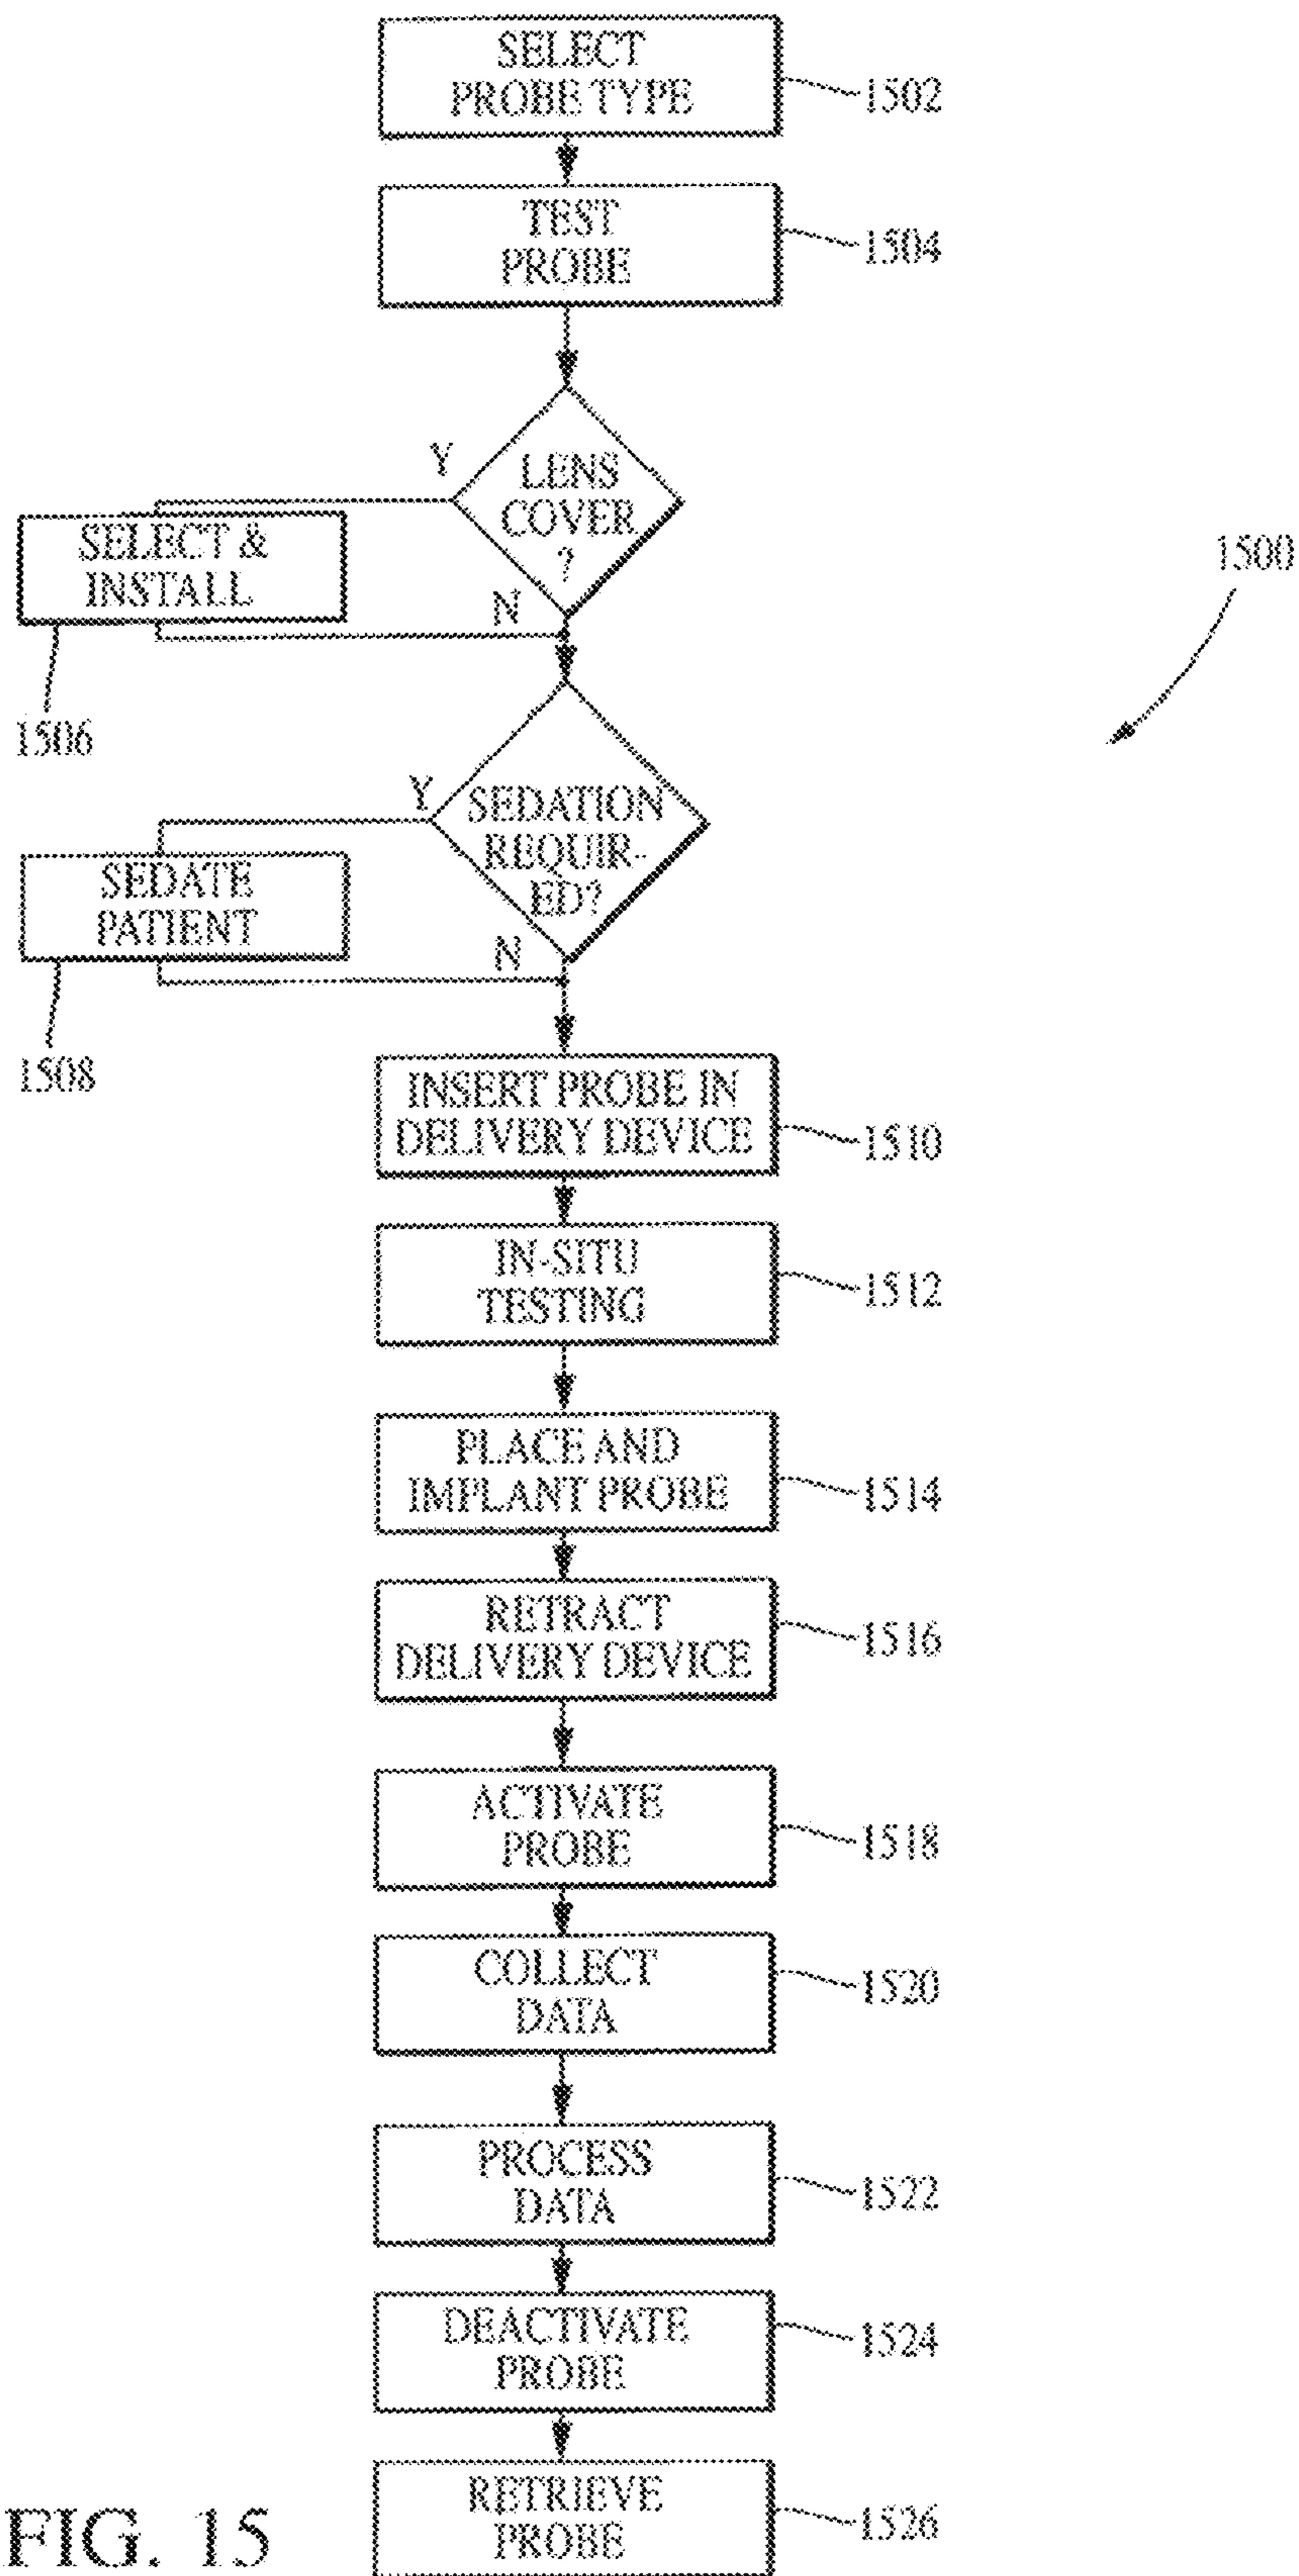 SELECT
PROBE TYPE
1502
TEST
PROBE
1504
Y
LENS
COVER
?
N
SELECT &
INSTALL
1506
1500
Y
SEDATION
REQUIR-
ED?
N
SEDATE
PATIENT
1508
INSERT PROBE IN
DELIVERY DEVICE
1510
IN-SITU
TESTING
1512
PLACE AND
IMPLANT PROBE
1514
RETRACT
DELIVERY DEVICE
1516
ACTIVATE
PROBE
1518
COLLECT
DATA
1520
PROCESS
DATA
1522
DEACTIVATE
PROBE
1524
RETRIEVE
PROBE
1526
FIG. 15